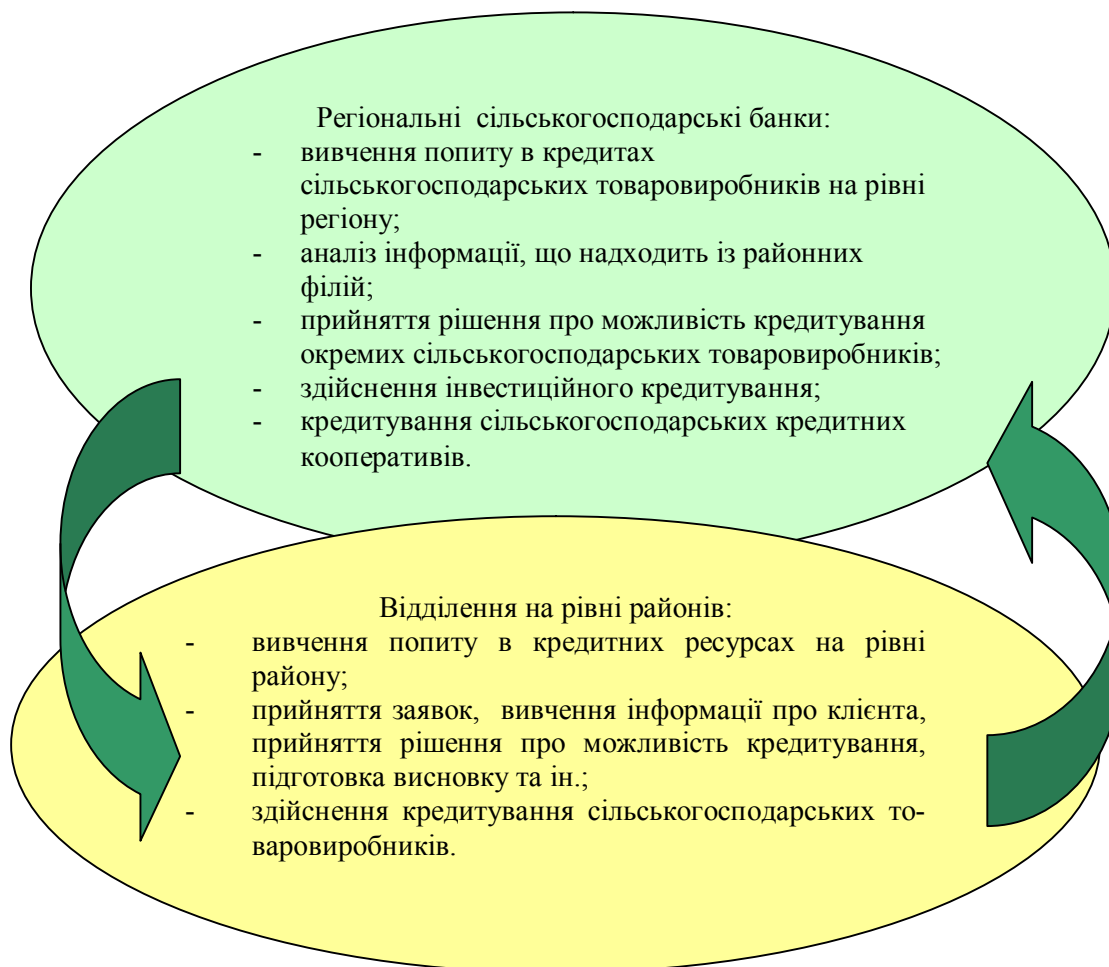 Регіональні сільськогосподарські банки:
- вивчення попиту в кредитах
сільськогосподарських товаровиробників на рівні
регіону;
- аналіз інформації, що надходить із районних
філій;
- прийняття рішення про можливість кредитування
окремих сільськогосподарських товаровиробників;
- здійснення інвестиційного кредитування;
- кредитування сільськогосподарських кредитних
кооперативів.
Відділення на рівні районів:
- вивчення попиту в кредитних ресурсах на рівні
району;
- прийняття заявок, вивчення інформації про клієнта,
прийняття рішення про можливість кредитування,
підготовка висновку та ін.;
- здійснення кредитування сільськогосподарських то-
варовиробників.